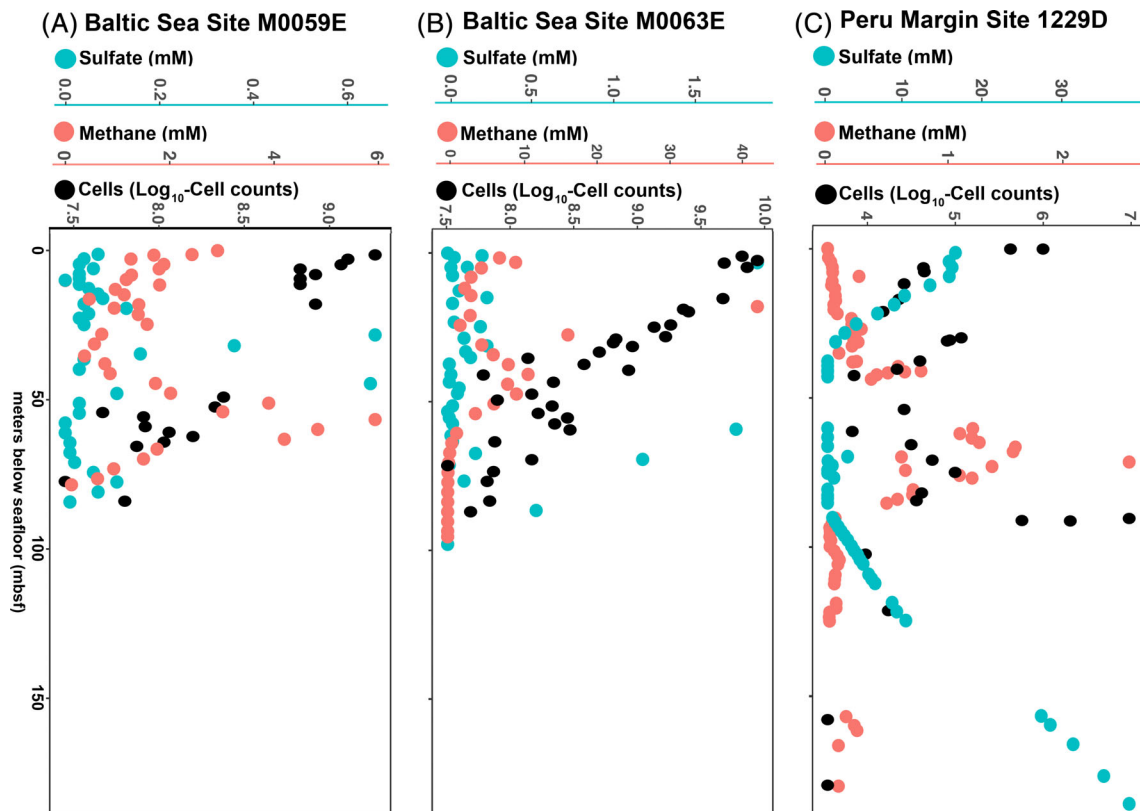 (A) Baltic Sea Site M0059E
Sulfate (mM)
0.0 0.2 0.4 0.6
Methane (mM)
0 2 4 6
Cells (Log10-Cell counts)
7.5 8.0 8.5 9.0
0
50
100
150
meters below seafloor (mbsf)
(B) Baltic Sea Site M0063E
Sulfate (mM)
0.0 0.5 1.0 1.5
Methane (mM)
0 10 20 30 40
Cells (Log10-Cell counts)
7.5 8.0 8.5 9.0 9.5 10.0
(C) Peru Margin Site 1229D
Sulfate (mM)
0 10 20 30
Methane (mM)
0 1 2
Cells (Log10-Cell counts)
4 5 6 7